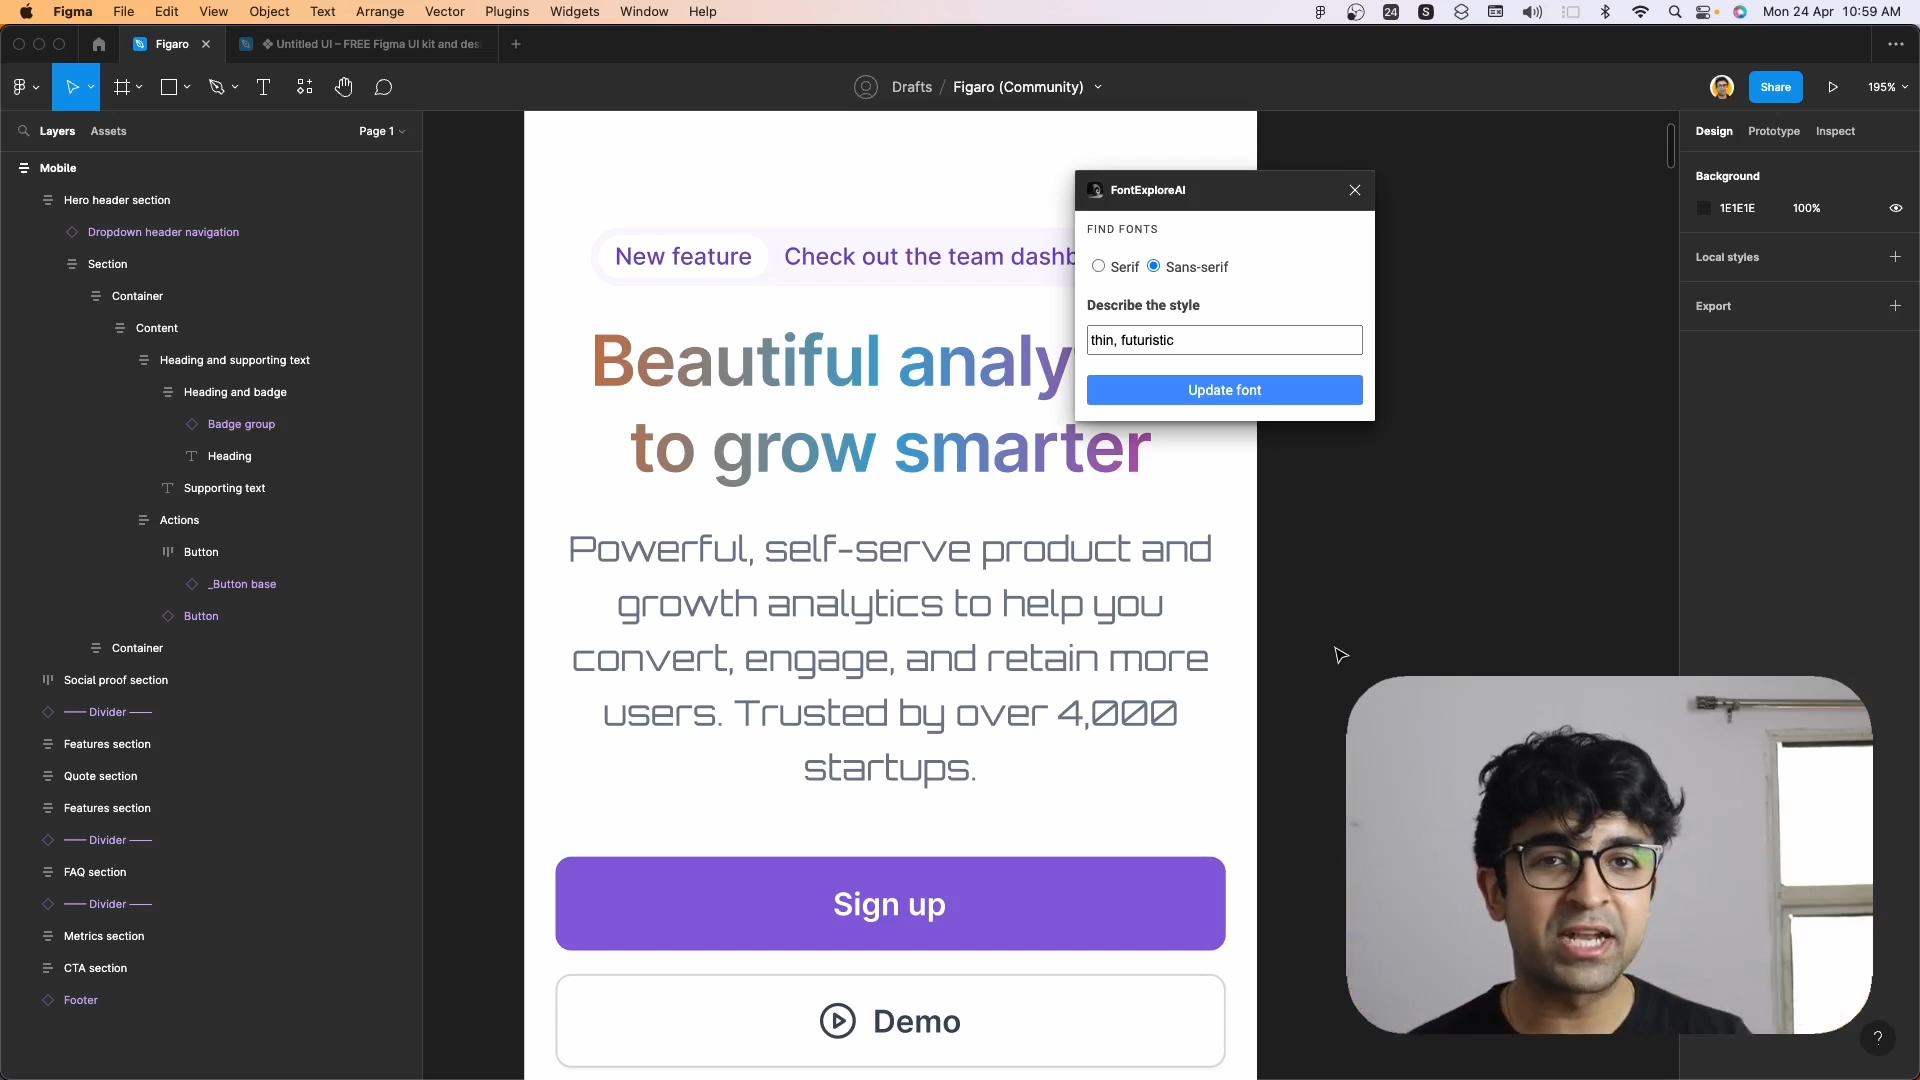 Figma File Edit View Object Text Arrange Vector Plugins Widgets Window Help
24 S Mon 24 Apr 10:59 AM
Figaro
Untitled UI – FREE Figma UI kit and des
Drafts / Figaro (Community)
Share
195%
Layers Assets Page 1
Mobile
Hero header section
Dropdown header navigation
Section
Container
Content
Heading and supporting text
Heading and badge
Badge group
Heading
Supporting text
Actions
Button
_Button base
Button
Container
Social proof section
Divider
Features section
Quote section
Features section
Divider
FAQ section
Divider
Metrics section
CTA section
Footer
New feature Check out the team dashb
Beautiful analy
to grow smarter
Powerful, self-serve product and
growth analytics to help you
convert, engage, and retain more
users. Trusted by over 4,000
startups.
Sign up
Demo
FontExploreAI
FIND FONTS
Serif Sans-serif
Describe the style
thin, futuristic
Update font
Design Prototype Inspect
Background
1E1E1E 100%
Local styles
Export
?